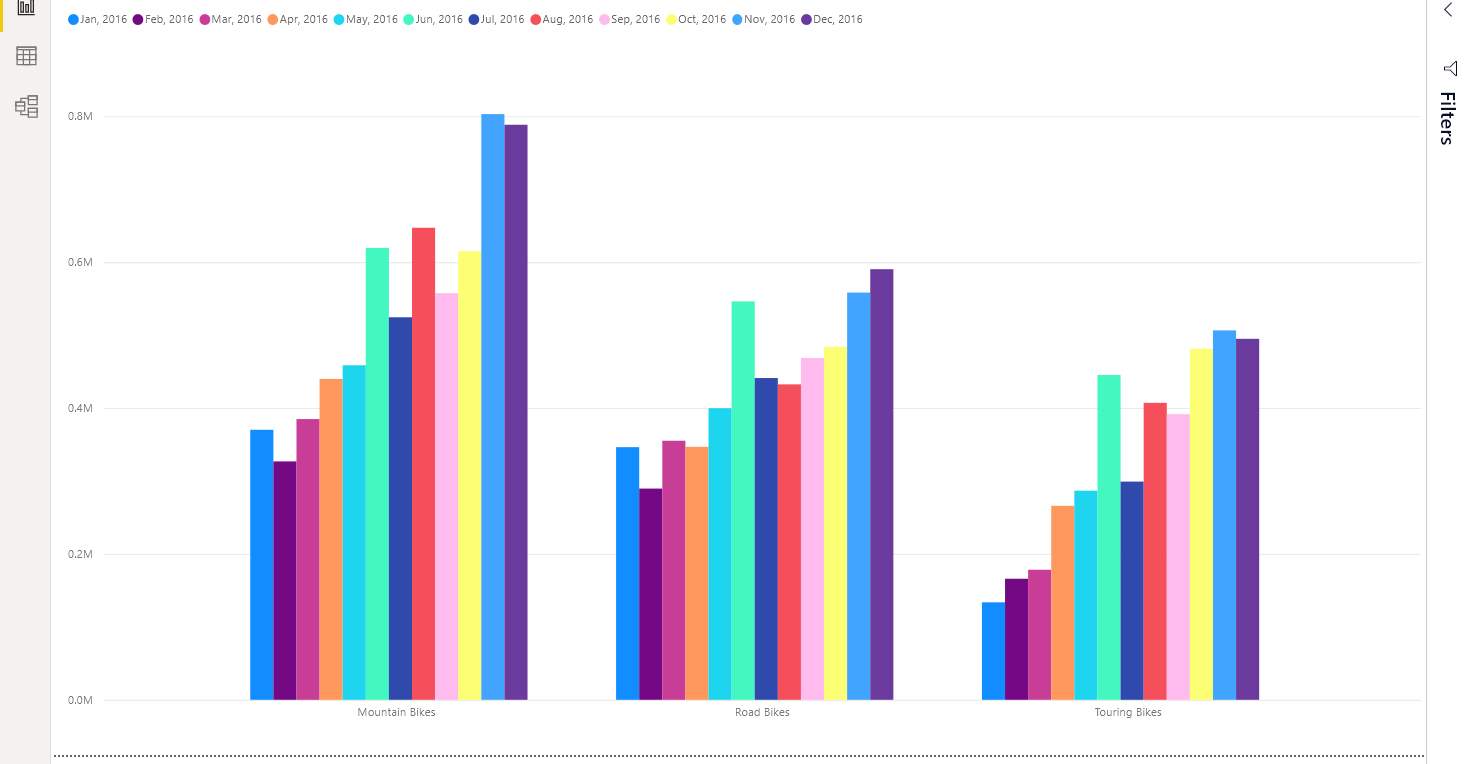 Jan, 2016 Feb, 2016 Mar, 2016 Apr, 2016 May, 2016 Jun, 2016 Jul, 2016 Aug, 2016 Sep, 2016 Oct, 2016 Nov, 2016 Dec, 2016
Filters
0.8M
0.6M
0.4M
0.2M
0.0M
Mountain Bikes Road Bikes Touring Bikes